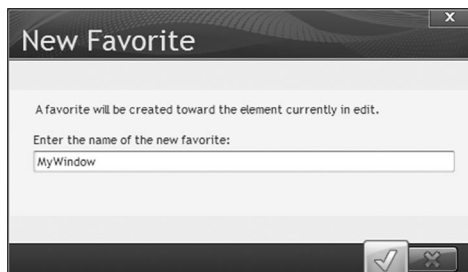 New Favorite
X
A favorite will be created toward the element currently in edit.
Enter the name of the new favorite:
MyWindow